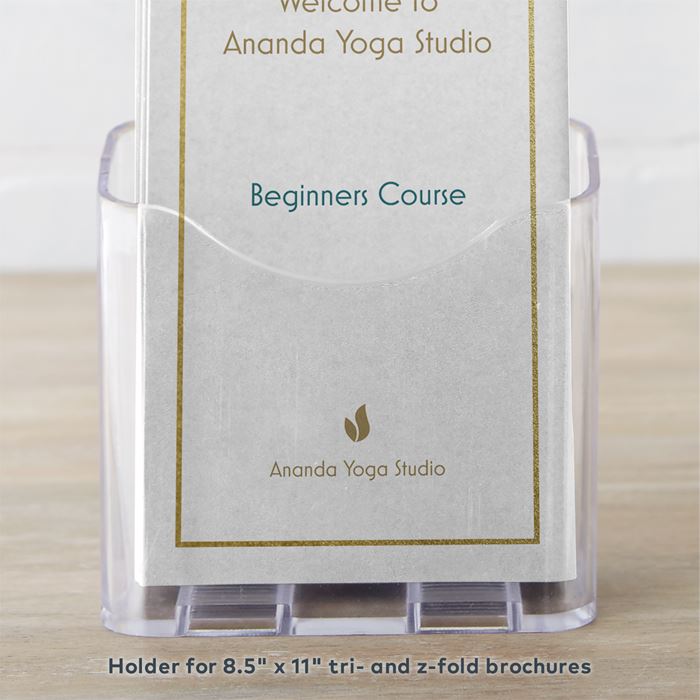 Welcome to
Ananda Yoga Studio
Beginners Course
Ananda Yoga Studio
Holder for 8.5" x 11" tri- and z-fold brochures